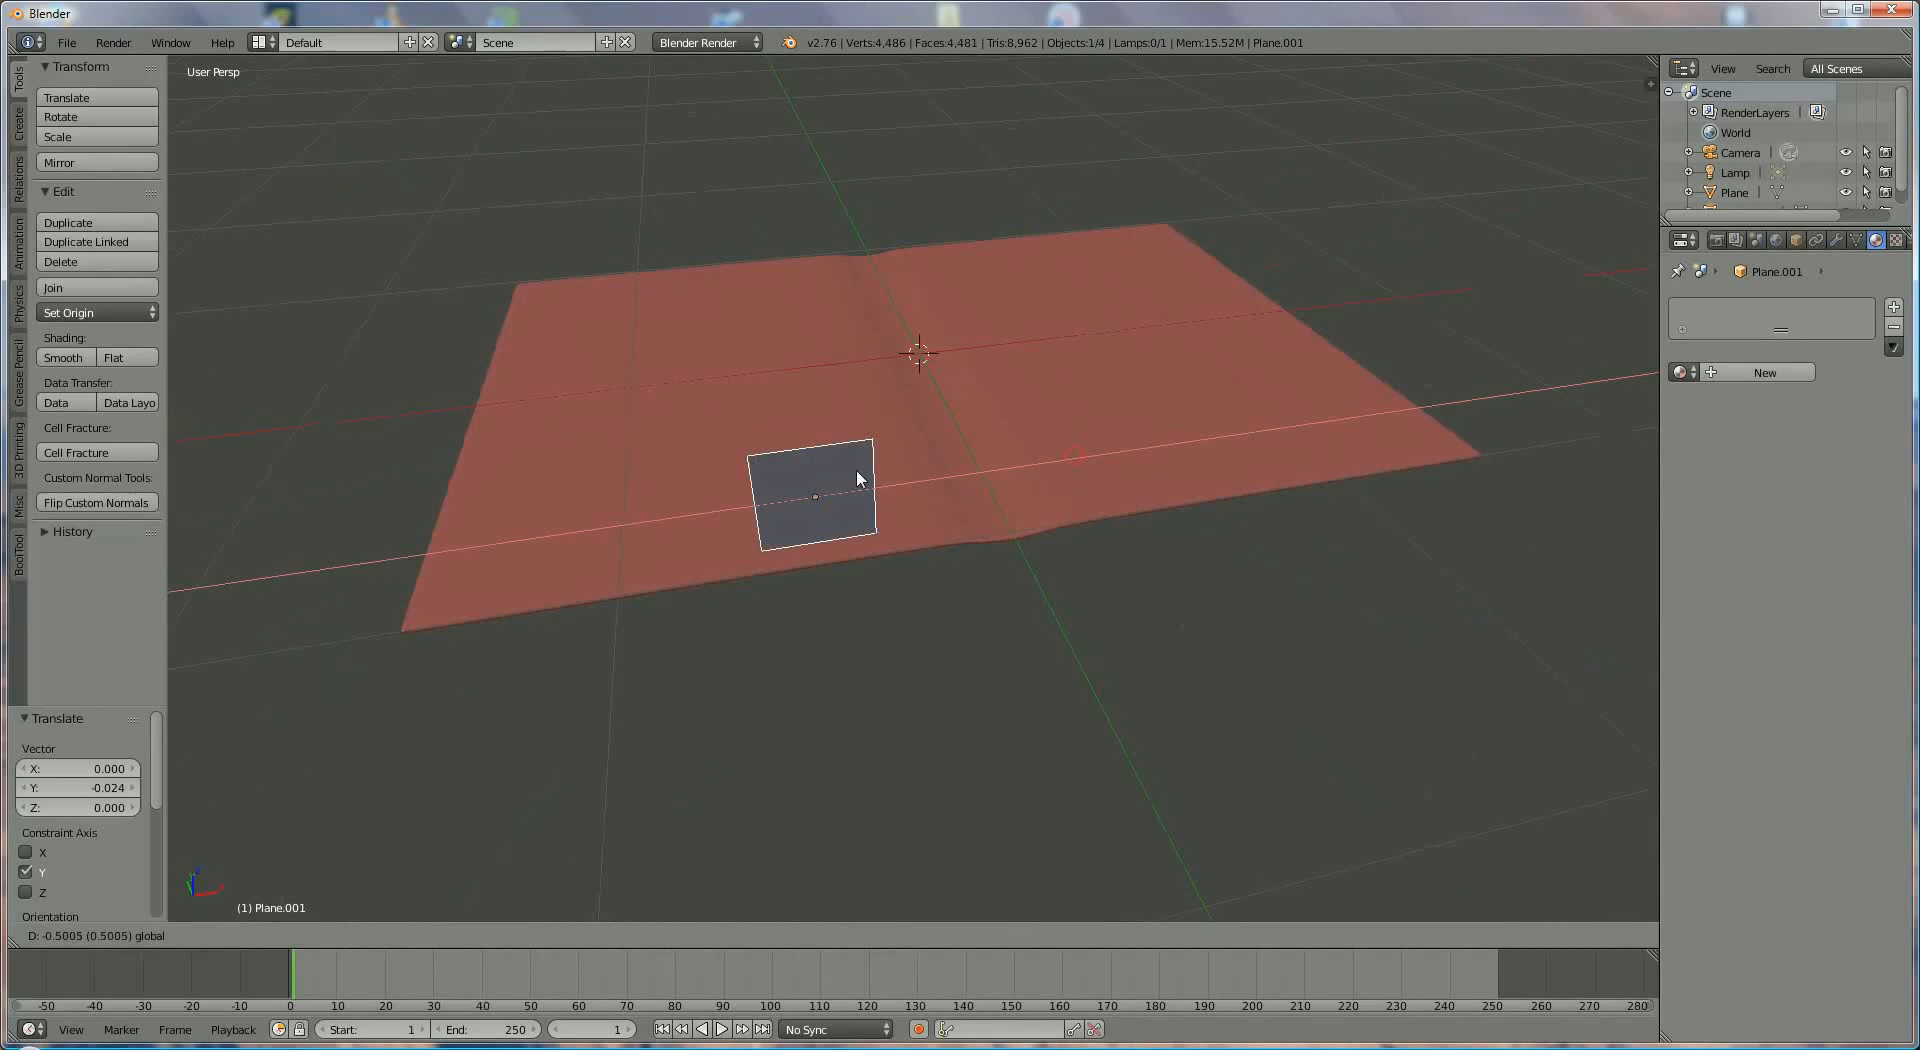 Blender
File Render Window Help Default Scene Blender Render v2.76 | Verts:4,486 | Faces:4,481 | Tris:8,962 | Objects:1/4 | Lamps:0/1 | Mem:15.52M | Plane.001
Tools
Create
Relations
Animation
Physics
Grease Pencil
3D Printing
Misc
BoolTool
Transform
Translate
Rotate
Scale
Mirror
Edit
Duplicate
Duplicate Linked
Delete
Join
Set Origin
Shading:
Smooth Flat
Data Transfer:
Data Data Layo
Cell Fracture:
Cell Fracture
Custom Normal Tools:
Flip Custom Normals
History
Translate
Vector
X: 0.000
Y: -0.024
Z: 0.000
Constraint Axis
X
Y
Z
Orientation
User Persp
(1) Plane.001
D: -0.5005 (0.5005) global
View Search All Scenes
Scene
RenderLayers
World
Camera
Lamp
Plane
Plane.001
New
-50 -40 -30 -20 -10 0 10 20 30 40 50 60 70 80 90 100 110 120 130 140 150 160 170 180 190 200 210 220 230 240 250 260 270 280
View Marker Frame Playback Start: 1 End: 250 1 No Sync